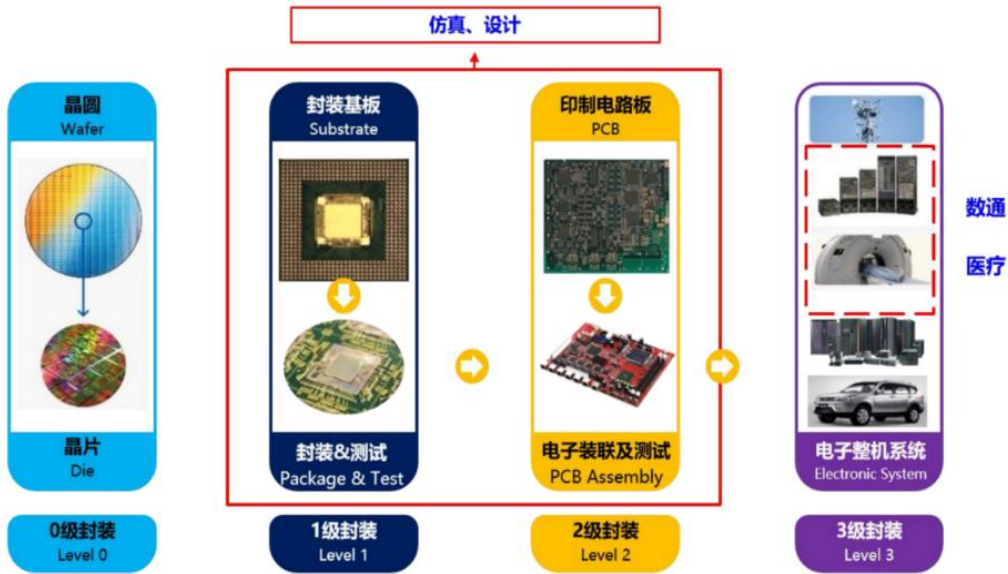 仿真、设计
晶圆
Wafer
晶片
Die
0级封装
Level 0
封装基板
Substrate
封装&测试
Package & Test
1级封装
Level 1
印制电路板
PCB
电子装联及测试
PCB Assembly
2级封装
Level 2
数通
医疗
电子整机系统
Electronic System
3级封装
Level 3